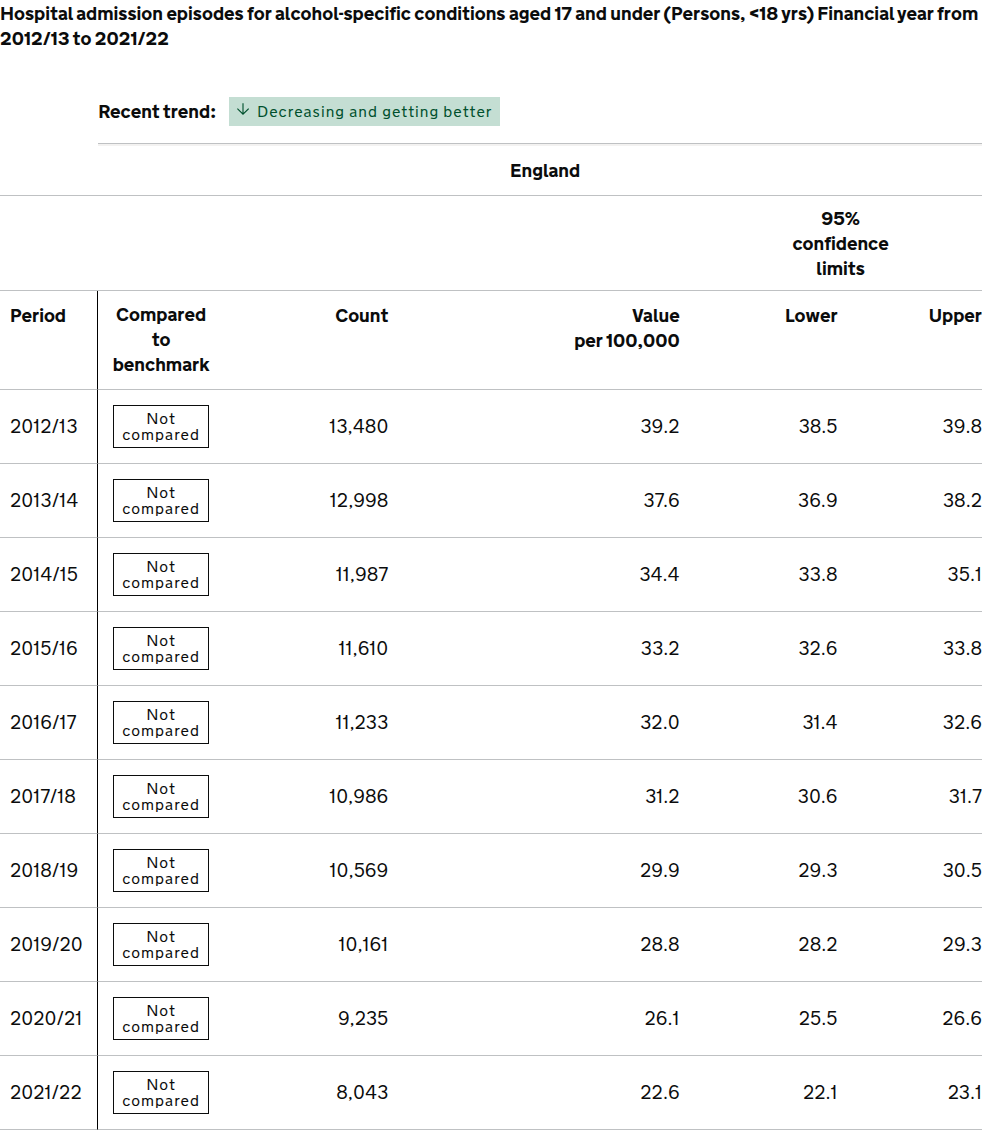 Hospital admission episodes for alcohol-specific conditions aged 17 and under (Persons, <18 yrs) Financial year from
2012/13 to 2021/22
Recent trend: ↓ Decreasing and getting better
England
95%
confidence
limits
Period Compared to benchmark Count Value per 100,000 Lower Upper
2012/13 Not compared 13,480 39.2 38.5 39.8
2013/14 Not compared 12,998 37.6 36.9 38.2
2014/15 Not compared 11,987 34.4 33.8 35.1
2015/16 Not compared 11,610 33.2 32.6 33.8
2016/17 Not compared 11,233 32.0 31.4 32.6
2017/18 Not compared 10,986 31.2 30.6 31.7
2018/19 Not compared 10,569 29.9 29.3 30.5
2019/20 Not compared 10,161 28.8 28.2 29.3
2020/21 Not compared 9,235 26.1 25.5 26.6
2021/22 Not compared 8,043 22.6 22.1 23.1